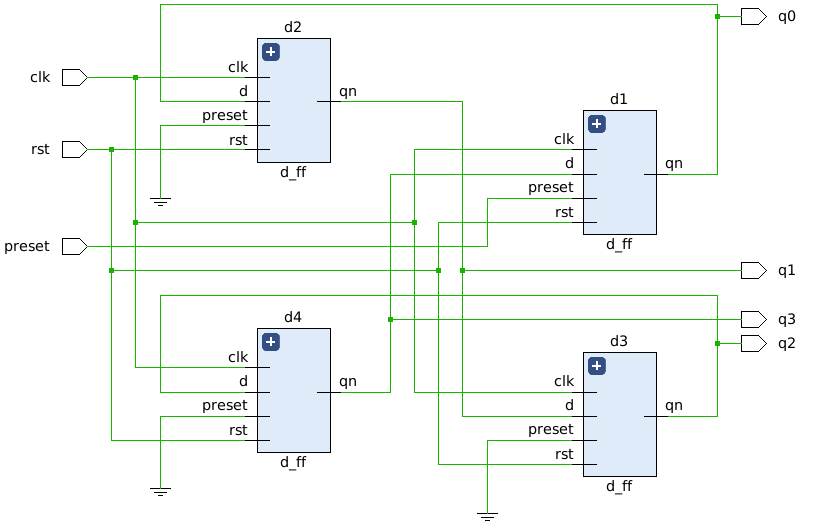 q0
d2
clk
clk
d
qn
preset
rst
rst
d_ff
d1
clk
d
qn
preset
rst
d_ff
preset
q1
q3
q2
d4
clk
d
qn
preset
rst
d_ff
d3
clk
d
qn
preset
rst
d_ff